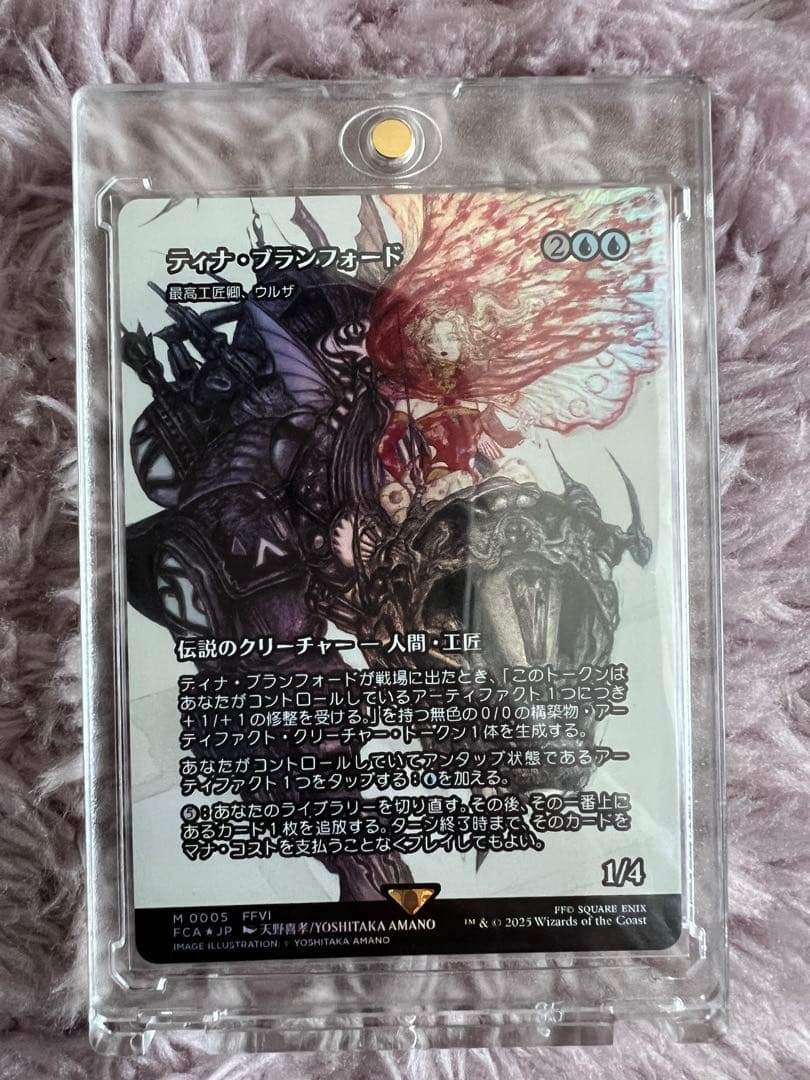 ティナ・ブランフォード
2
最高工匠卿、ウルザ
伝説のクリーチャー — 人間・工匠
ティナ・ブランフォードが戦場に出たとき、「このトークンは
あなたがコントロールしているアーティファクト1つにつき
+1/+1の修整を受ける。」を持つ無色の0/0の構築物・アー
ティファクト・クリーチャー・トークン1体を生成する。
あなたがコントロールしていてアンタップ状態であるアー
ティファクト1つをタップする:を加える。
5:あなたのライブラリーを切り直す。その後、その一番上に
あるカード1枚を追放する。ターン終了時まで、そのカードを
マナ・コストを支払うことなくプレイしてもよい。
1/4
M 0005 FFVI
FCA★JP 天野喜孝/YOSHITAKA AMANO
IMAGE ILLUSTRATION: YOSHITAKA AMANO
FF© SQUARE ENIX
™ & © 2025 Wizards of the Coast